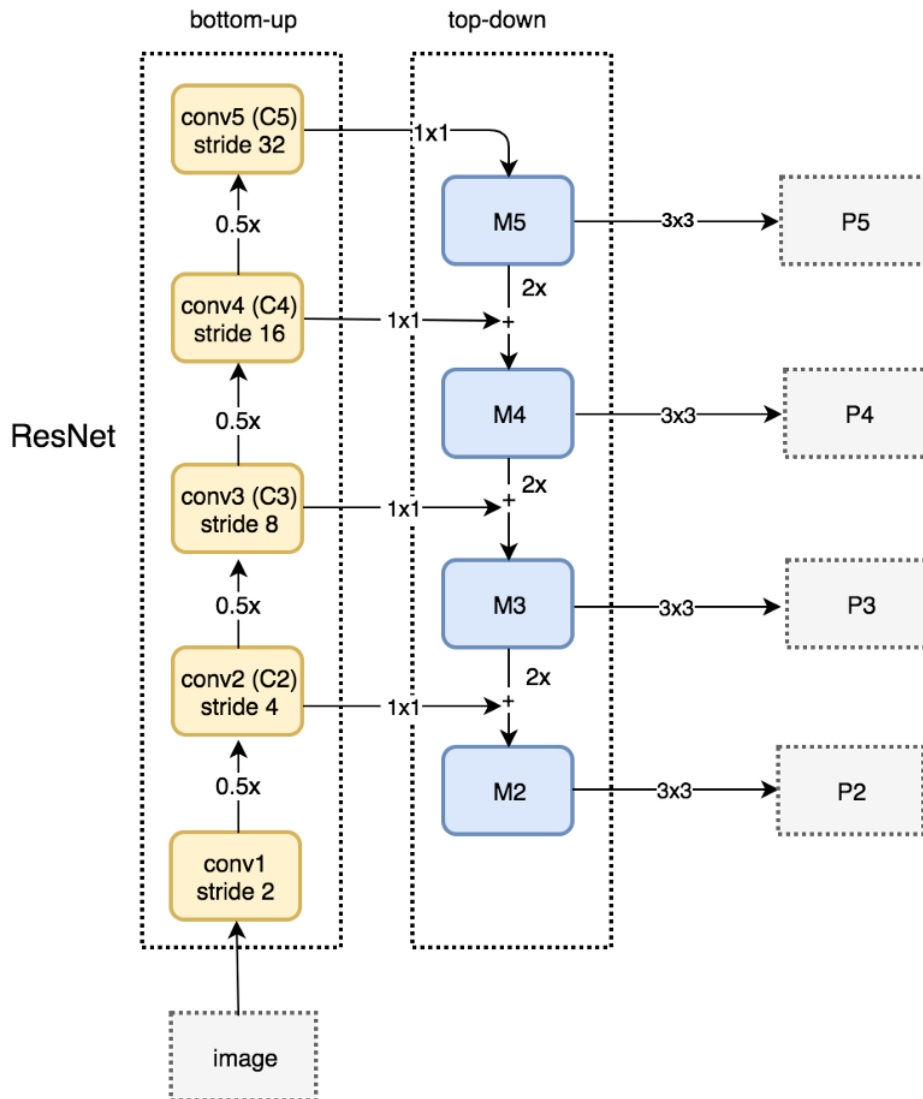 bottom-up
top-down
conv5 (C5)
stride 32
1x1
M5
3x3
P5
0.5x
2x
conv4 (C4)
stride 16
1x1
+
M4
3x3
P4
ResNet
0.5x
2x
conv3 (C3)
stride 8
1x1
+
M3
3x3
P3
0.5x
2x
conv2 (C2)
stride 4
1x1
+
M2
3x3
P2
0.5x
conv1
stride 2
image